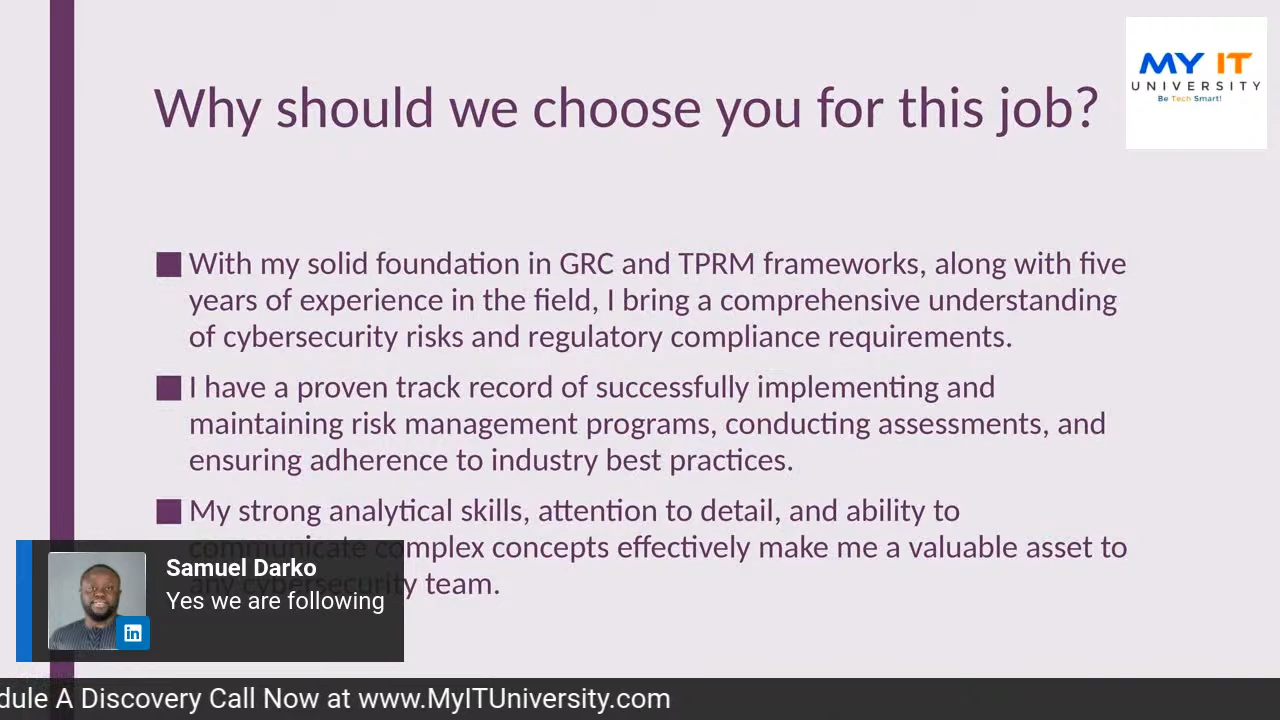 MY IT
UNIVERSITY
Be Tech Smart!
Why should we choose you for this job?
With my solid foundation in GRC and TPRM frameworks, along with five
years of experience in the field, I bring a comprehensive understanding
of cybersecurity risks and regulatory compliance requirements.
I have a proven track record of successfully implementing and
maintaining risk management programs, conducting assessments, and
ensuring adherence to industry best practices.
My strong analytical skills, attention to detail, and ability to
communicate complex concepts effectively make me a valuable asset to
any cybersecurity team.
Samuel Darko
Yes we are following
in
dule A Discovery Call Now at www.MyITUniversity.com